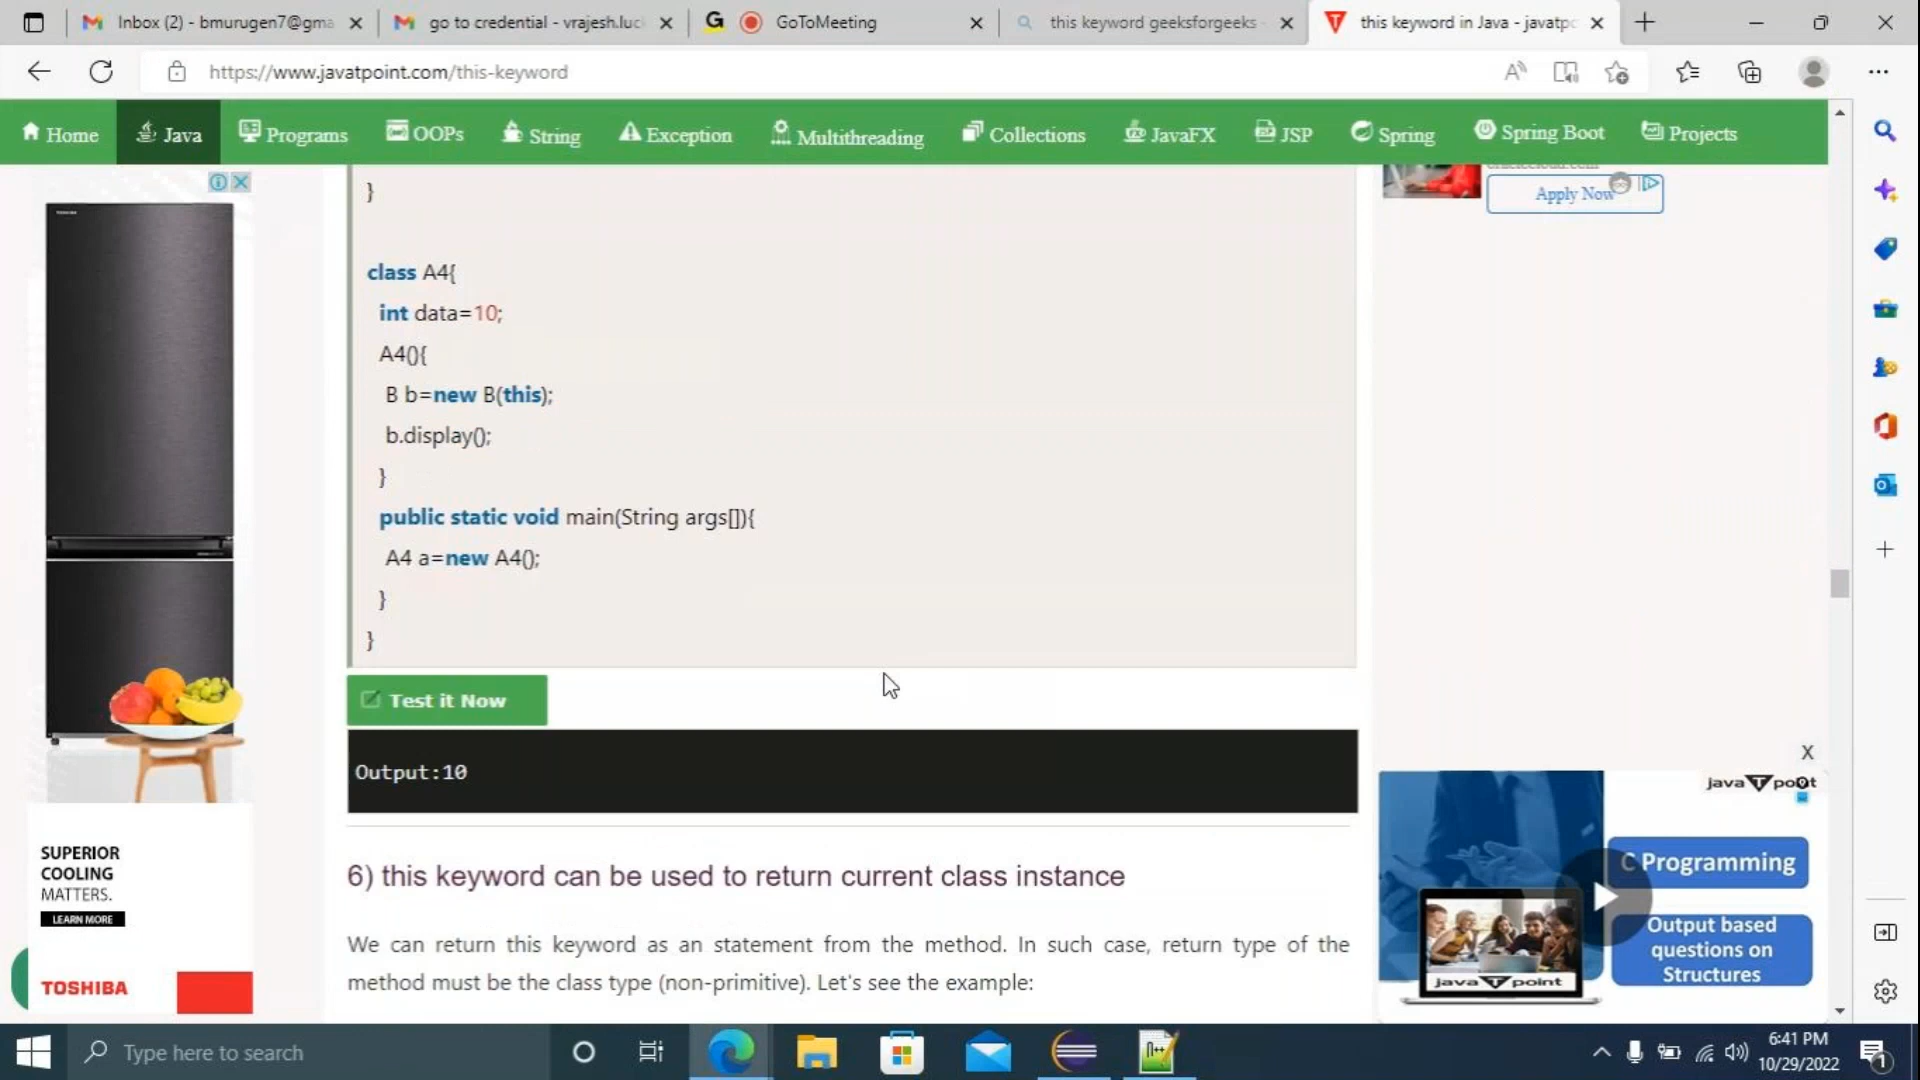 Inbox (2) - bmurugen7@gma
go to credential - vrajesh.luc
GoToMeeting
this keyword geeksforgeeks -
this keyword in Java - javatpo
https://www.javatpoint.com/this-keyword
Home
Java
Programs
OOPs
String
Exception
Multithreading
Collections
JavaFX
JSP
Spring
Spring Boot
Projects
Apply Now
}
class A4{
int data=10;
A4(){
B b=new B(this);
b.display();
}
public static void main(String args[]){
A4 a=new A4();
}
}
Test it Now
Output:10
6) this keyword can be used to return current class instance
We can return this keyword as an statement from the method. In such case, return type of the
method must be the class type (non-primitive). Let's see the example:
SUPERIOR
COOLING
MATTERS.
LEARN MORE
TOSHIBA
X
java T point
C Programming
Output based
questions on
Structures
java T point
Type here to search
6:41 PM
10/29/2022
1